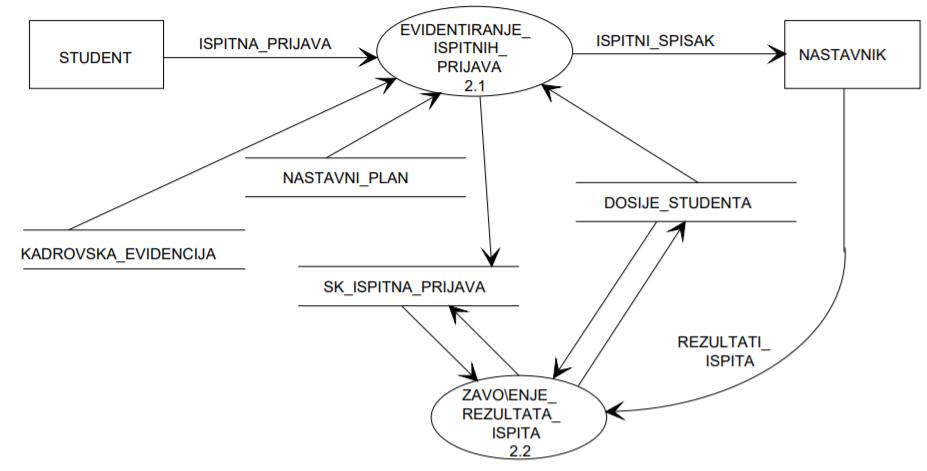 STUDENT
ISPITNA_PRIJAVA
EVIDENTIRANJE_
ISPITNIH_
PRIJAVA
2.1
ISPITNI_SPISAK
NASTAVNIK
NASTAVNI_PLAN
DOSIJE_STUDENTA
KADROVSKA_EVIDENCIJA
SK_ISPITNA_PRIJAVA
REZULTATI_
ISPITA
ZAVO\ENJE_
REZULTATA_
ISPITA
2.2